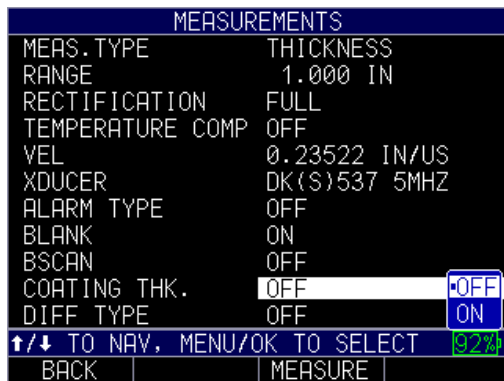 MEASUREMENTS
MEAS.TYPE THICKNESS
RANGE 1.000 IN
RECTIFICATION FULL
TEMPERATURE COMP OFF
VEL 0.23522 IN/US
XDUCER DK(S)537 5MHZ
ALARM TYPE OFF
BLANK ON
BSCAN OFF
COATING THK. OFF ▪OFF
DIFF TYPE OFF ON
↑/↓ TO NAV, MENU/OK TO SELECT 92%
BACK MEASURE